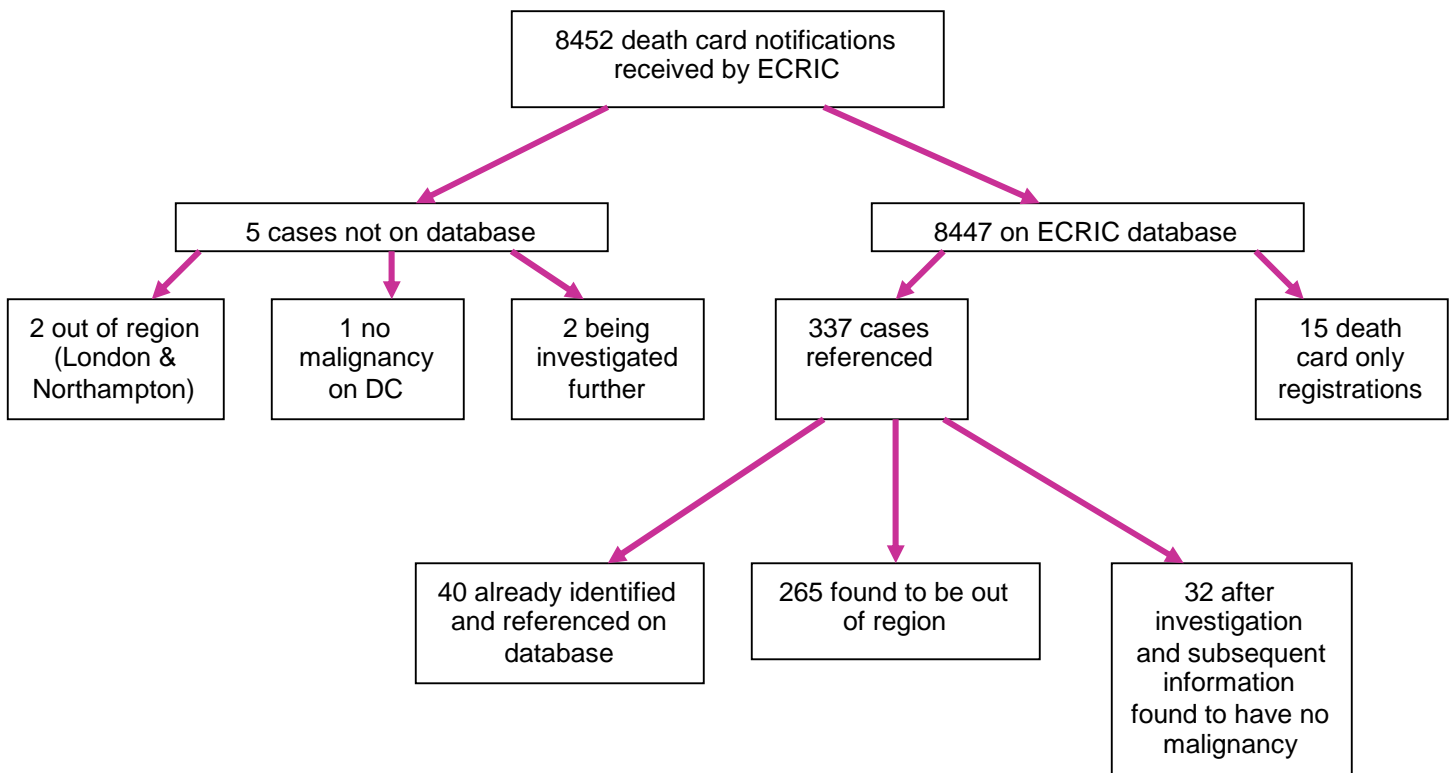 8452 death card notifications
received by ECRIC
5 cases not on database
8447 on ECRIC database
2 out of region
(London &
Northampton)
1 no
malignancy
on DC
2 being
investigated
further
337 cases
referenced
15 death
card only
registrations
40 already identified
and referenced on
database
265 found to be out
of region
32 after
investigation
and subsequent
information
found to have no
malignancy